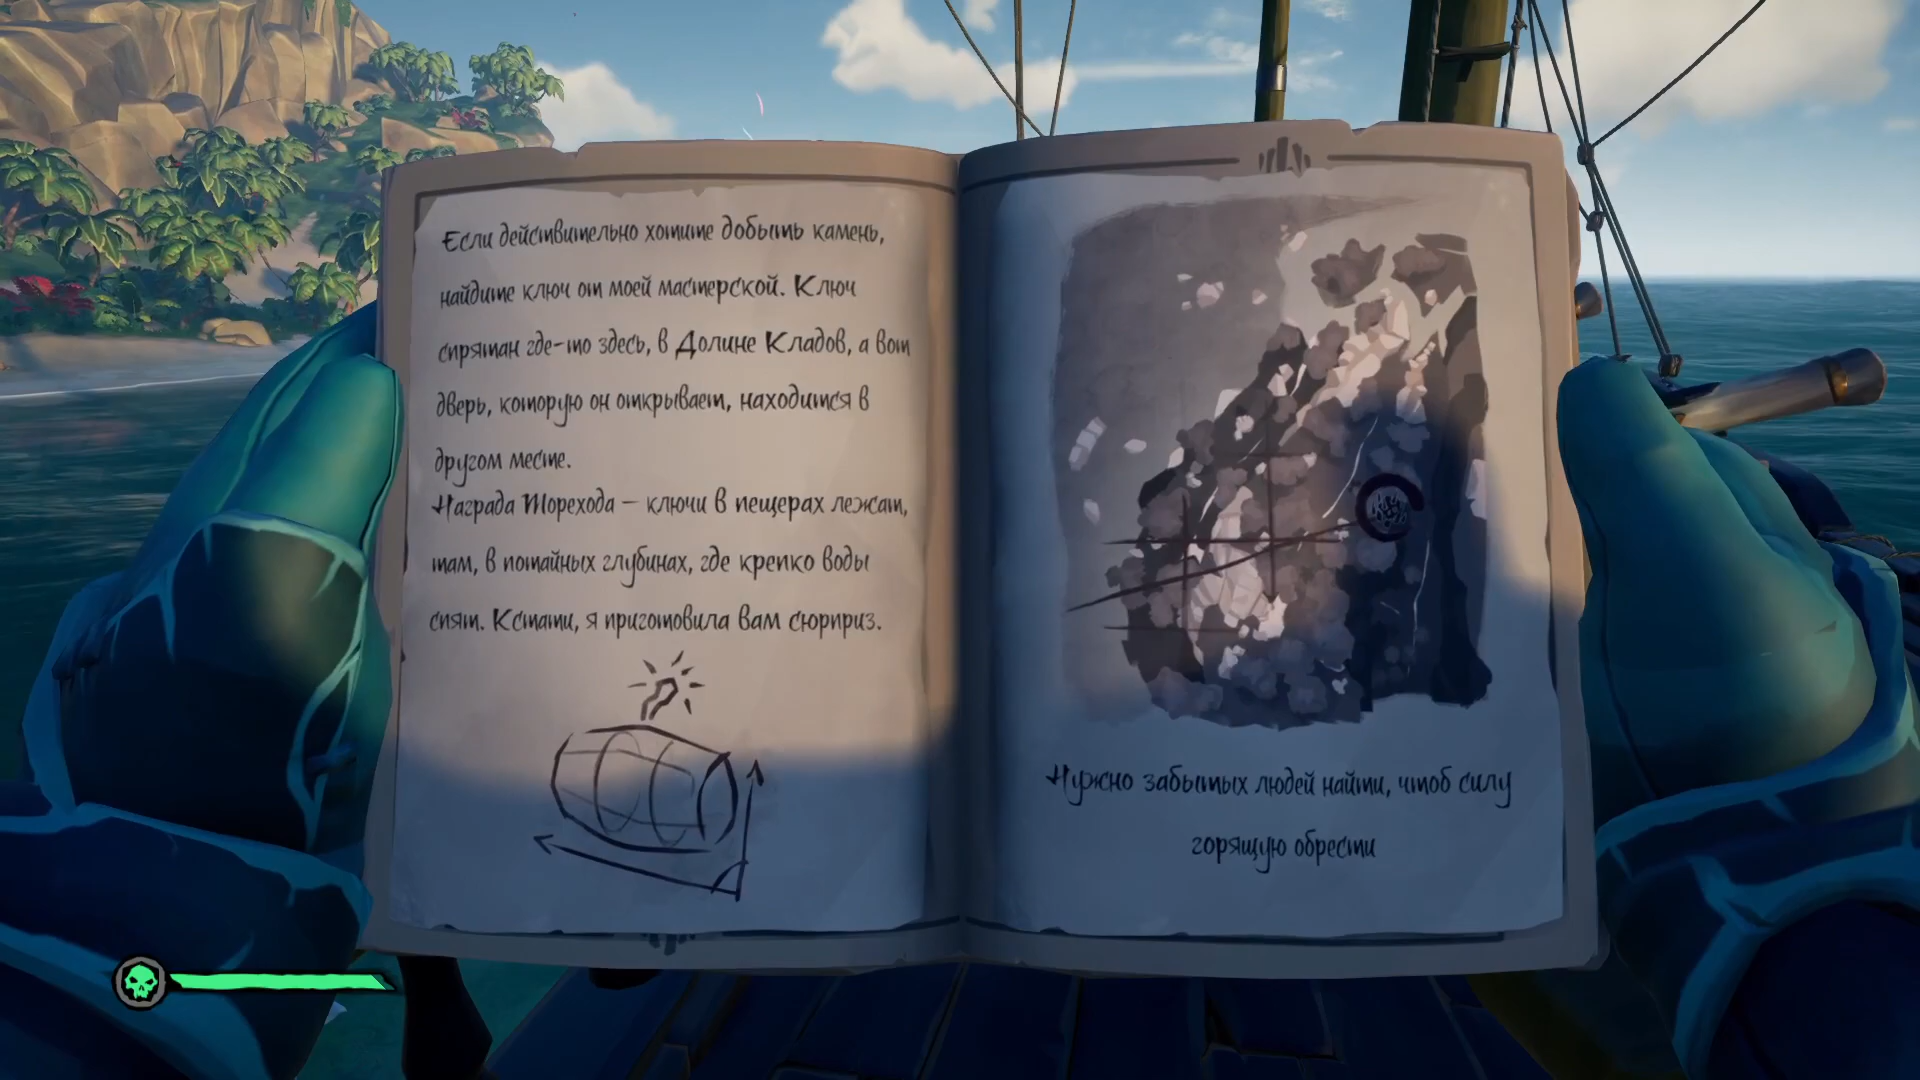 Если действительно хотите добыть камень,
найдите ключ от моей мастерской. Ключ
спрятан где-то здесь, в Долине Кладов, а вот
дверь, которую он открывает, находится в
другом месте.
Награда Морехода – ключи в пещерах лежат,
там, в потайных глубинах, где крепко воды
спят. Кстати, я приготовила вам сюрприз.
Нужно забытых людей найти, чтоб силу
горящую обрести